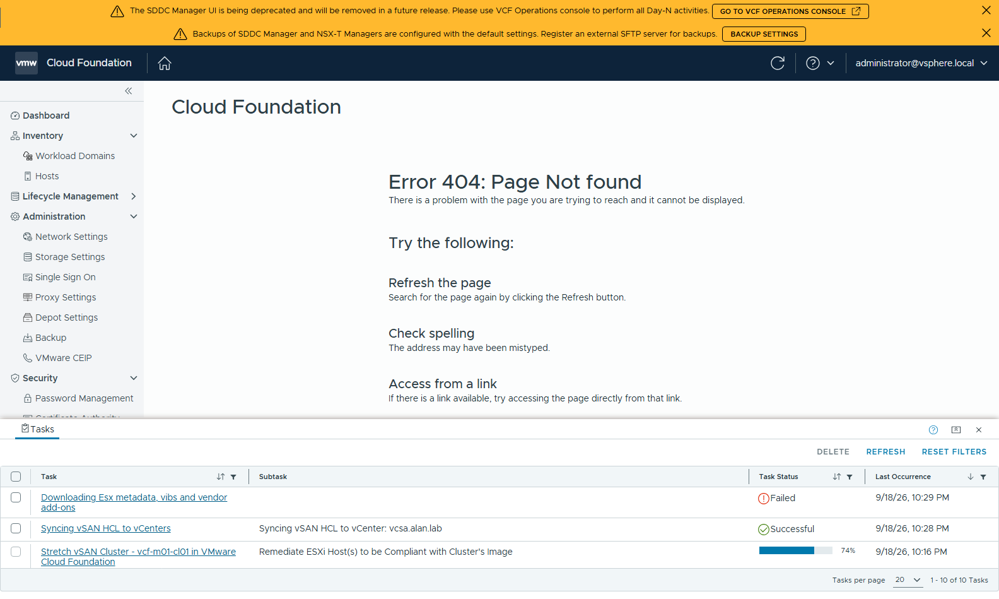 The SDDC Manager UI is being deprecated and will be removed in a future release. Please use VCF Operations console to perform all Day-N activities. GO TO VCF OPERATIONS CONSOLE
Backups of SDDC Manager and NSX-T Managers are configured with the default settings. Register an external SFTP server for backups. BACKUP SETTINGS
vmw Cloud Foundation administrator@vsphere.local
Cloud Foundation
Dashboard
Inventory
Workload Domains
Hosts
Lifecycle Management
Administration
Network Settings
Storage Settings
Single Sign On
Proxy Settings
Depot Settings
Backup
VMware CEIP
Security
Password Management
Certificate Authority
Error 404: Page Not found
There is a problem with the page you are trying to reach and it cannot be displayed.
Try the following:
Refresh the page
Search for the page again by clicking the Refresh button.
Check spelling
The address may have been mistyped.
Access from a link
If there is a link available, try accessing the page directly from that link.
Tasks
DELETE REFRESH RESET FILTERS
Task Subtask Task Status Last Occurrence
Downloading Esx metadata, vibs and vendor Failed 9/18/26, 10:29 PM
add-ons
Syncing vSAN HCL to vCenters Syncing vSAN HCL to vCenter: vcsa.alan.lab Successful 9/18/26, 10:28 PM
Stretch vSAN Cluster - vcf-m01-cl01 in VMware Remediate ESXi Host(s) to be Compliant with Cluster's Image 74% 9/18/26, 10:16 PM
Cloud Foundation
Tasks per page 20 1 - 10 of 10 Tasks